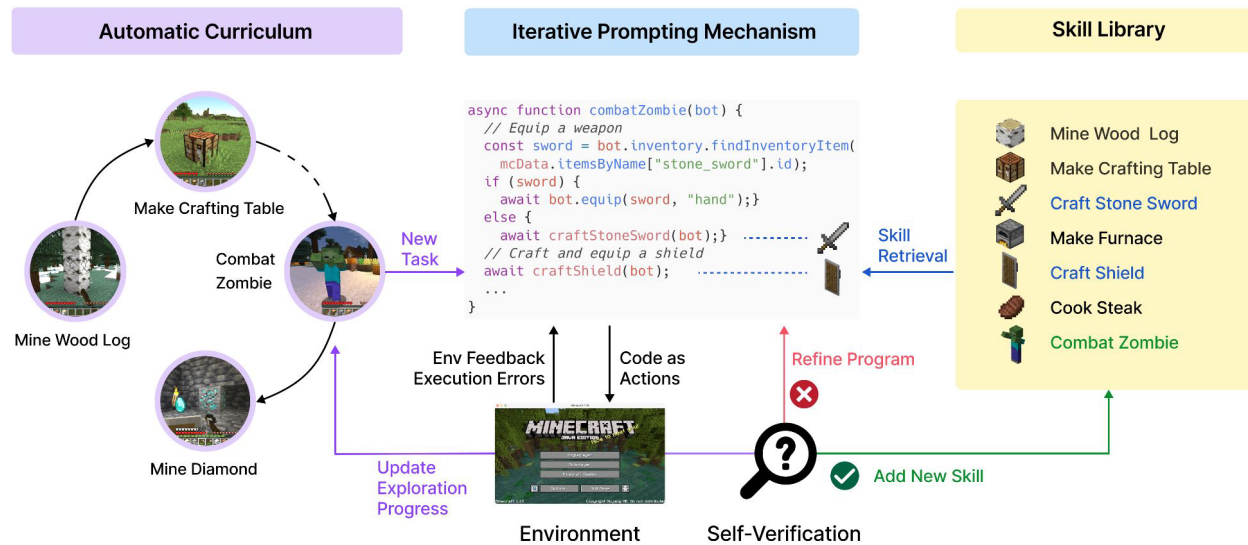 Automatic Curriculum
Iterative Prompting Mechanism
Skill Library
Make Crafting Table
Mine Wood Log
Combat
Zombie
Mine Diamond
New
Task
async function combatZombie(bot) {
// Equip a weapon
const sword = bot.inventory.findInventoryItem(
mcData.itemsByName["stone_sword"].id);
if (sword) {
await bot.equip(sword, "hand");}
else {
await craftStoneSword(bot);}
// Craft and equip a shield
await craftShield(bot);
...
}
Skill
Retrieval
Mine Wood Log
Make Crafting Table
Craft Stone Sword
Make Furnace
Craft Shield
Cook Steak
Combat Zombie
Env Feedback
Execution Errors
Code as
Actions
Refine Program
Update
Exploration
Progress
MINECRAFT
JAVA EDITION
Environment
?
Self-Verification
Add New Skill